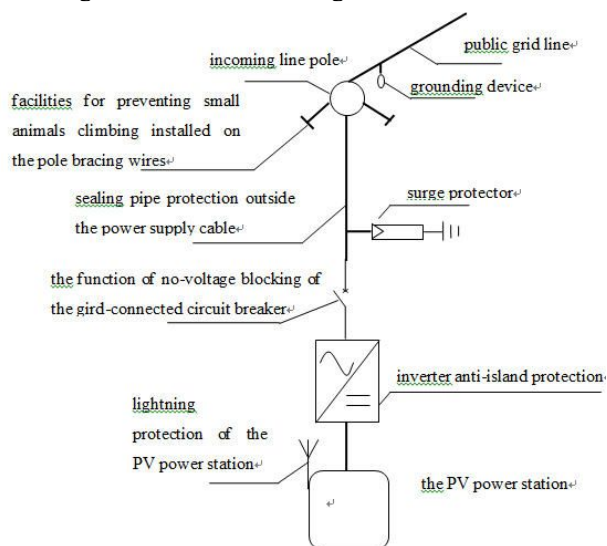 public grid line
incoming line pole
grounding device
facilities for preventing small
animals climbing installed on
the pole bracing wires
surge protector
sealing pipe protection outside
the power supply cable
the function of no-voltage blocking of
the gird-connected circuit breaker
inverter anti-island protection
lightning
protection of the
PV power station
the PV power station